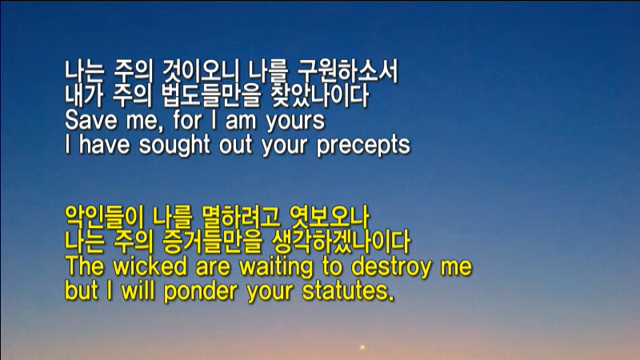 나는 주의 것이오니 나를 구원하소서
내가 주의 법도들만을 찾았나이다
Save me, for I am yours
I have sought out your precepts
악인들이 나를 멸하려고 엿보오나
나는 주의 증거들만을 생각하겠나이다
The wicked are waiting to destroy me
but I will ponder your statutes.